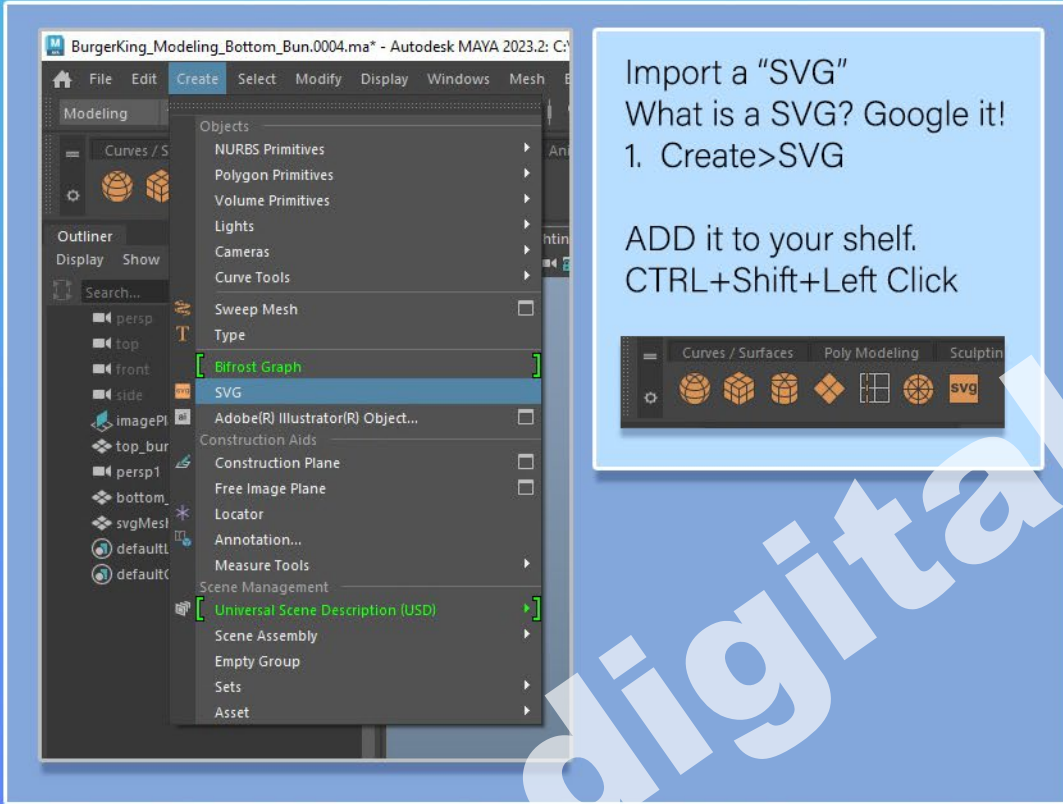 BurgerKing_Modeling_Bottom_Bun.0004.ma* - Autodesk MAYA 2023.2: C:\
File Edit Create Select Modify Display Windows Mesh
Modeling
Objects
Curves / S
NURBS Primitives
Ani
Polygon Primitives
Volume Primitives
Lights
Outliner
Cameras
Display Show
Curve Tools
Search...
Sweep Mesh
persp
Type
top
front
Bifrost Graph
side
SVG
imagePl
Adobe(R) Illustrator(R) Object...
top_bur
Construction Aids
Construction Plane
persp1
Free Image Plane
bottom_
Locator
svgMesh
Annotation...
defaultL
Measure Tools
defaultO
Scene Management
Universal Scene Description (USD)
Scene Assembly
Empty Group
Sets
Asset
Import a “SVG”
What is a SVG? Google it!
1. Create>SVG
ADD it to your shelf.
CTRL+Shift+Left Click
Curves / Surfaces Poly Modeling Sculptin
svg
digital